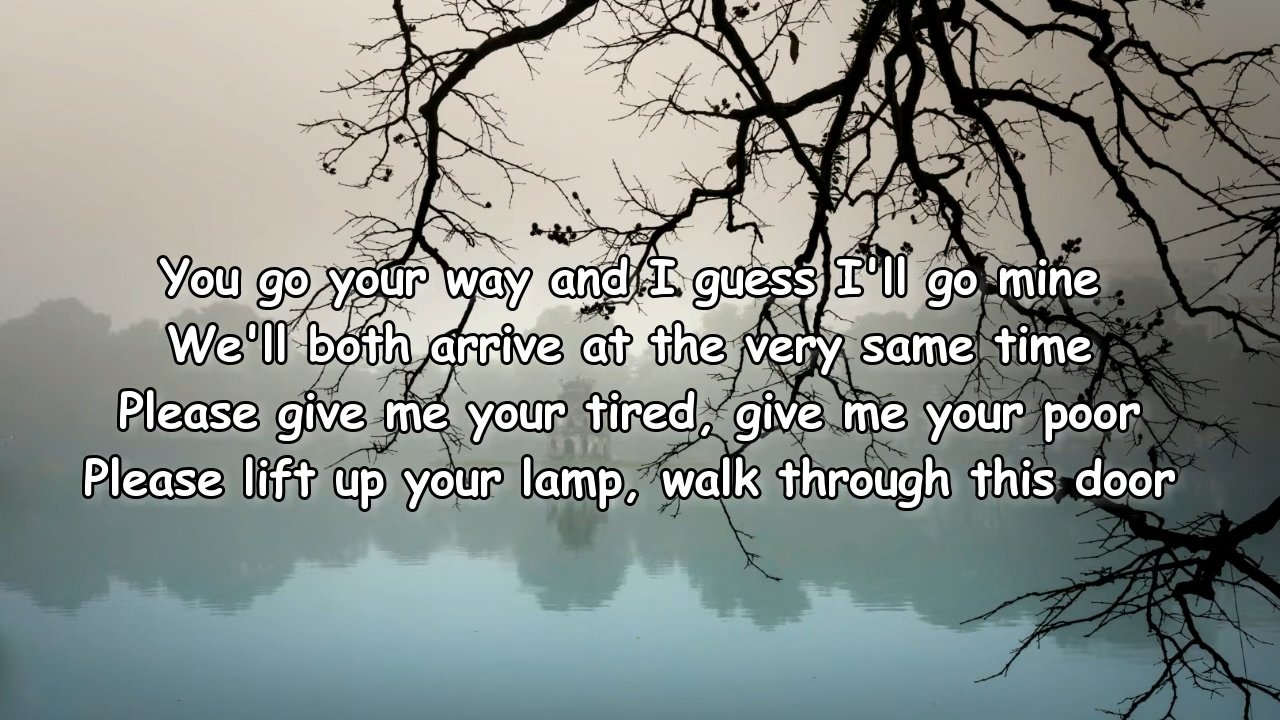 You go your way and I guess I'll go mine
We'll both arrive at the very same time
Please give me your tired, give me your poor
Please lift up your lamp, walk through this door